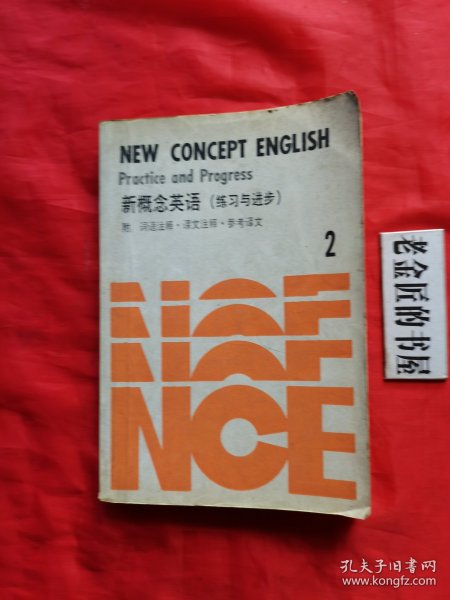 NEW CONCEPT ENGLISH
Practice and Progress
新概念英语（练习与进步）
附 词语注释·课文注释·参考译文
2
NCE
NCE
NCE
老金匠的书屋
孔夫子旧书网
www.kongfz.com